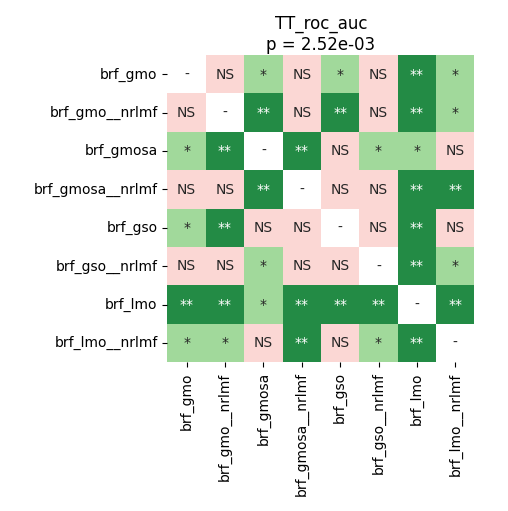 TT_roc_auc
p = 2.52e-03
brf_gmo - NS * NS * NS ** *
brf_gmo__nrlmf NS - ** NS ** NS ** *
brf_gmosa * ** - ** NS * * NS
brf_gmosa__nrlmf NS NS ** - NS NS ** **
brf_gso * ** NS NS - NS ** NS
brf_gso__nrlmf NS NS * NS NS - ** *
brf_lmo ** ** * ** ** ** - **
brf_lmo__nrlmf * * NS ** NS * ** -
brf_gmo
brf_gmo__nrlmf
brf_gmosa
brf_gmosa__nrlmf
brf_gso
brf_gso__nrlmf
brf_lmo
brf_lmo__nrlmf